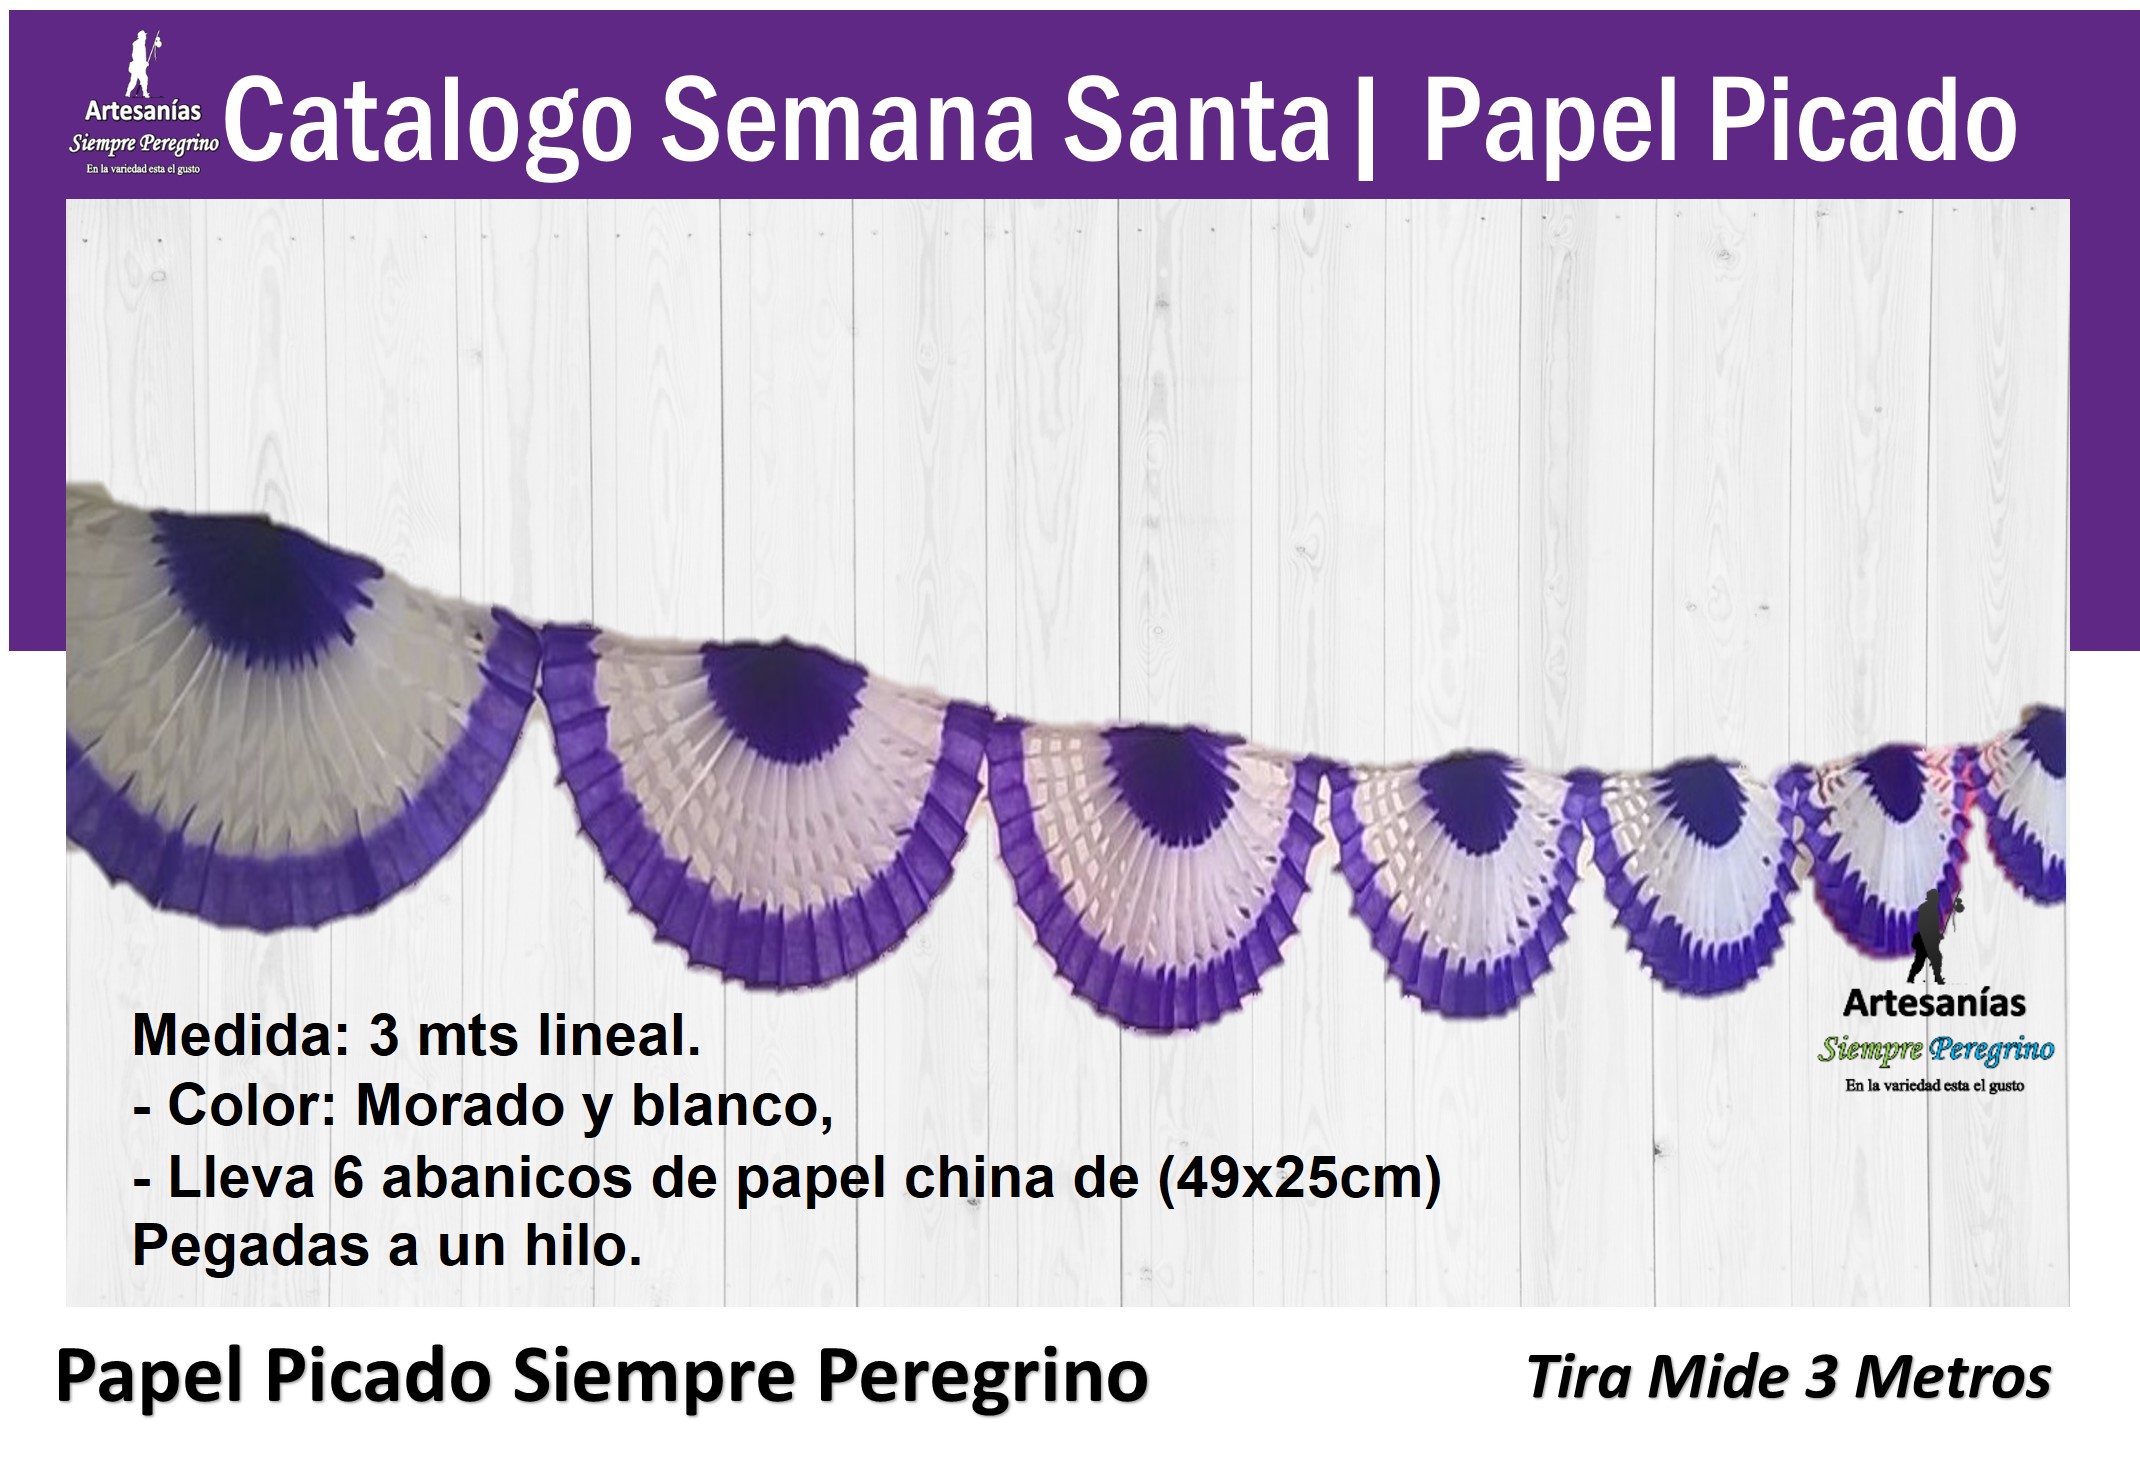 Artesanías
Siempre Peregrino
En la variedad esta el gusto
Catalogo Semana Santa| Papel Picado
Artesanías
Siempre Peregrino
En la variedad esta el gusto
Medida: 3 mts lineal.
- Color: Morado y blanco,
- Lleva 6 abanicos de papel china de (49x25cm)
Pegadas a un hilo.
Papel Picado Siempre Peregrino
Tira Mide 3 Metros